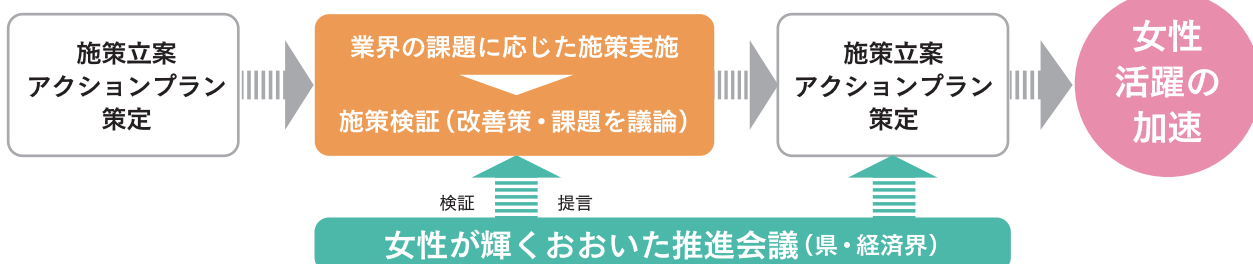 施策立案
アクションプラン
策定
業界の課題に応じた施策実施
施策検証（改善策・課題を議論）
施策立案
アクションプラン
策定
女性
活躍の
加速
検証 提言
女性が輝くおおいた推進会議（県・経済界）